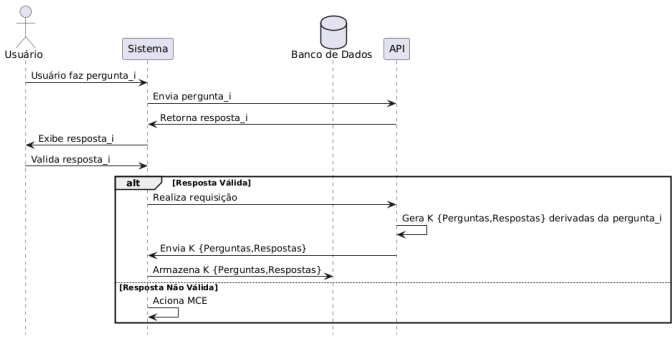 Usuário
Sistema
Banco de Dados
API
Usuário faz pergunta_i
Envia pergunta_i
Retorna resposta_i
Exibe resposta_i
Valida resposta_i
alt [Resposta Válida]
Realiza requisição
Gera K {Perguntas,Respostas} derivadas da pergunta_i
Envia K {Perguntas,Respostas}
Armazena K {Perguntas,Respostas}
[Resposta Não Válida]
Aciona MCE